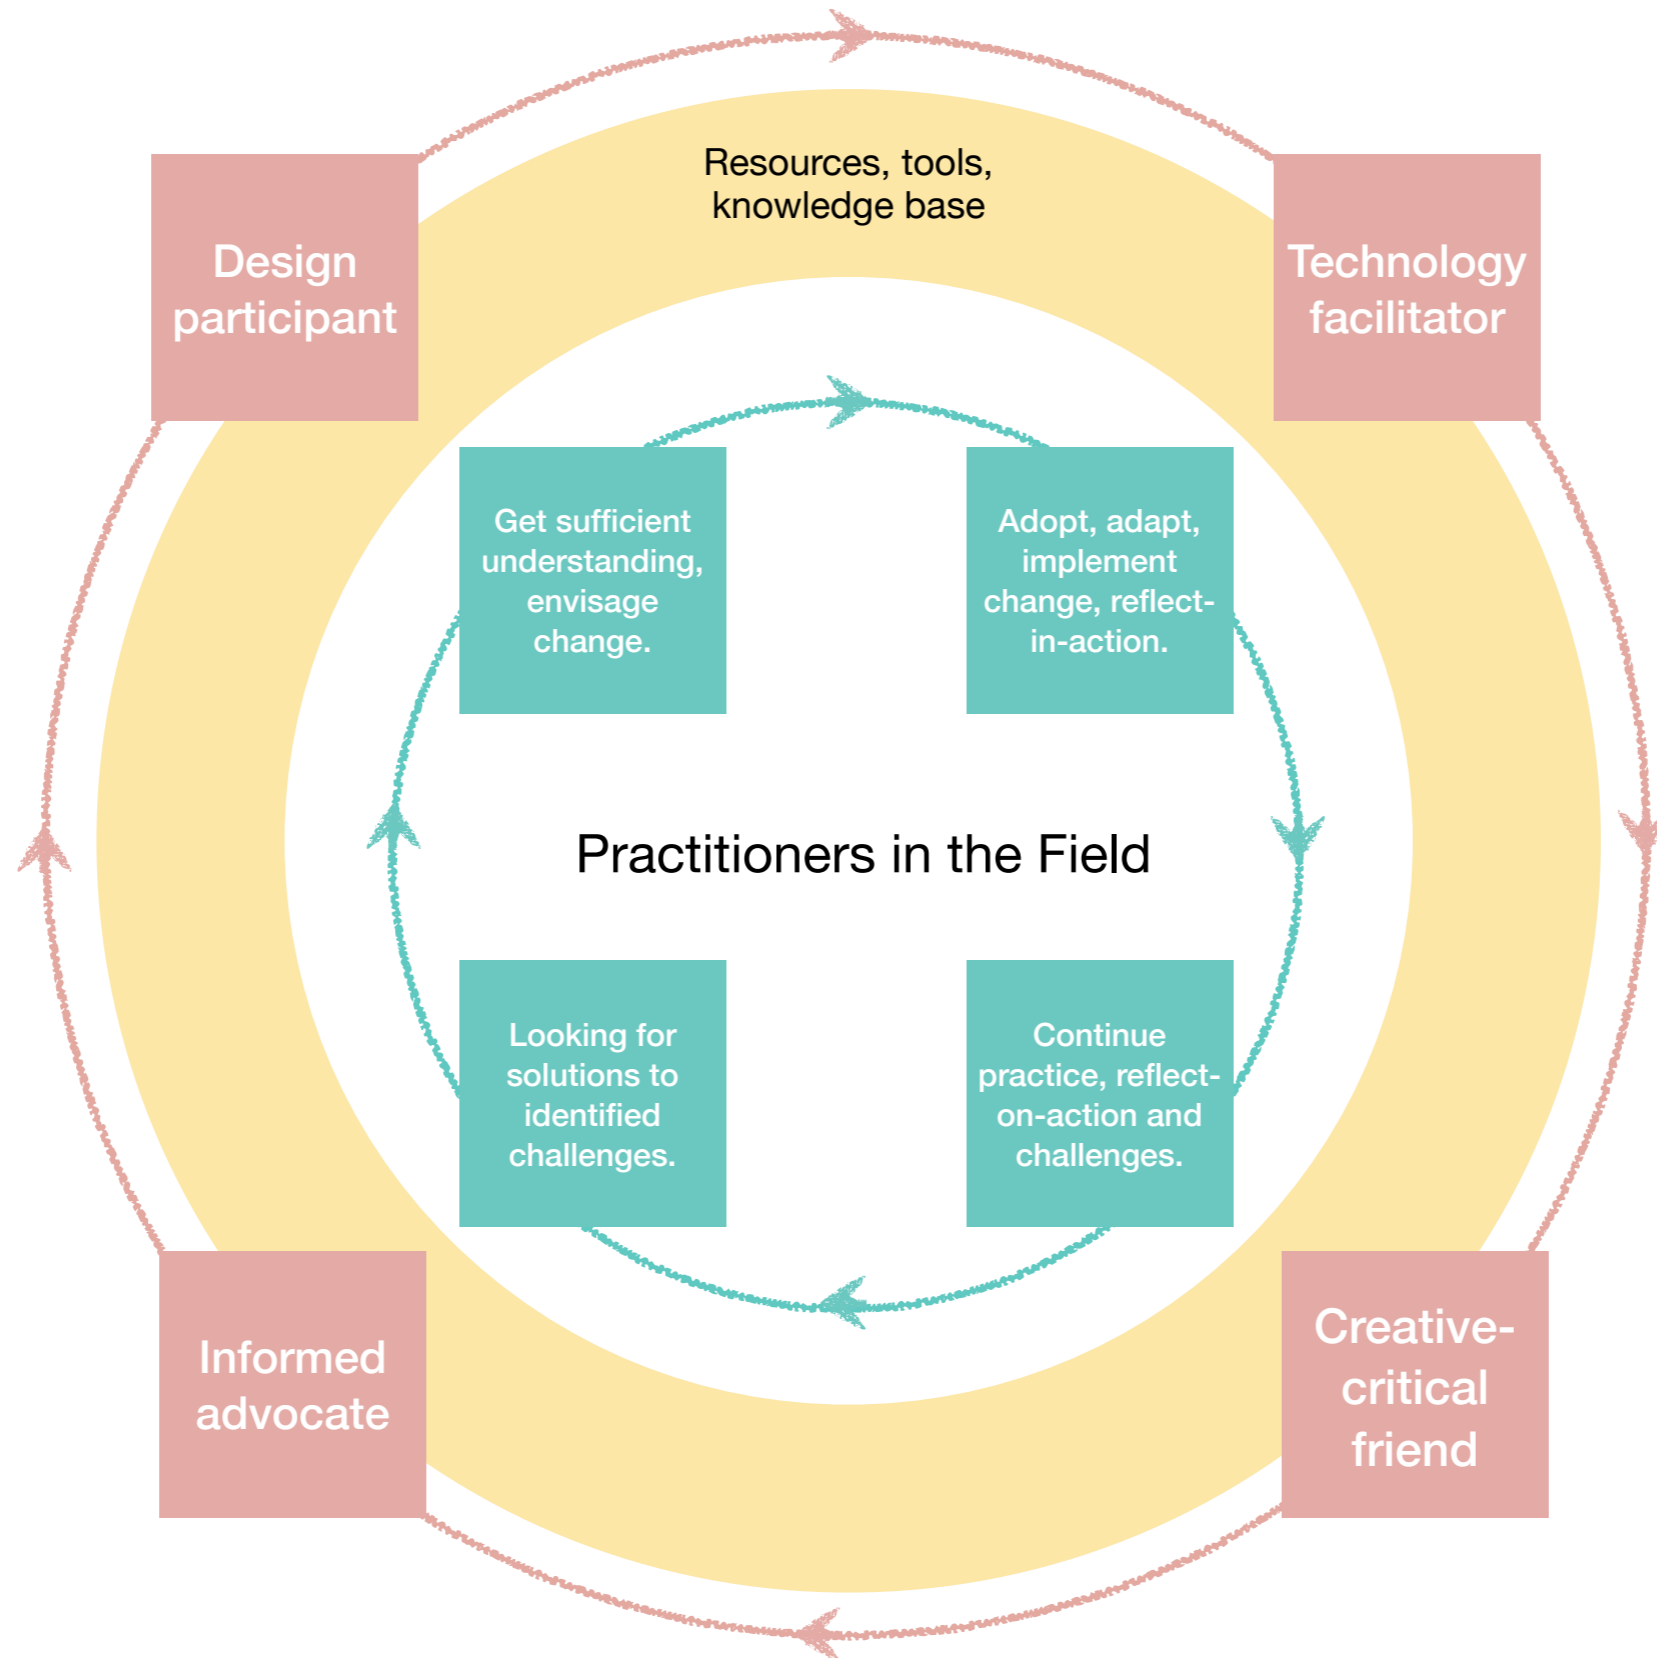 Resources, tools,
knowledge base
Design
participant
Technology
facilitator
Get sufficient
understanding,
envisage
change.
Adopt, adapt,
implement
change, reflect-
in-action.
Practitioners in the Field
Looking for
solutions to
identified
challenges.
Continue
practice, reflect-
on-action and
challenges.
Informed
advocate
Creative-
critical
friend